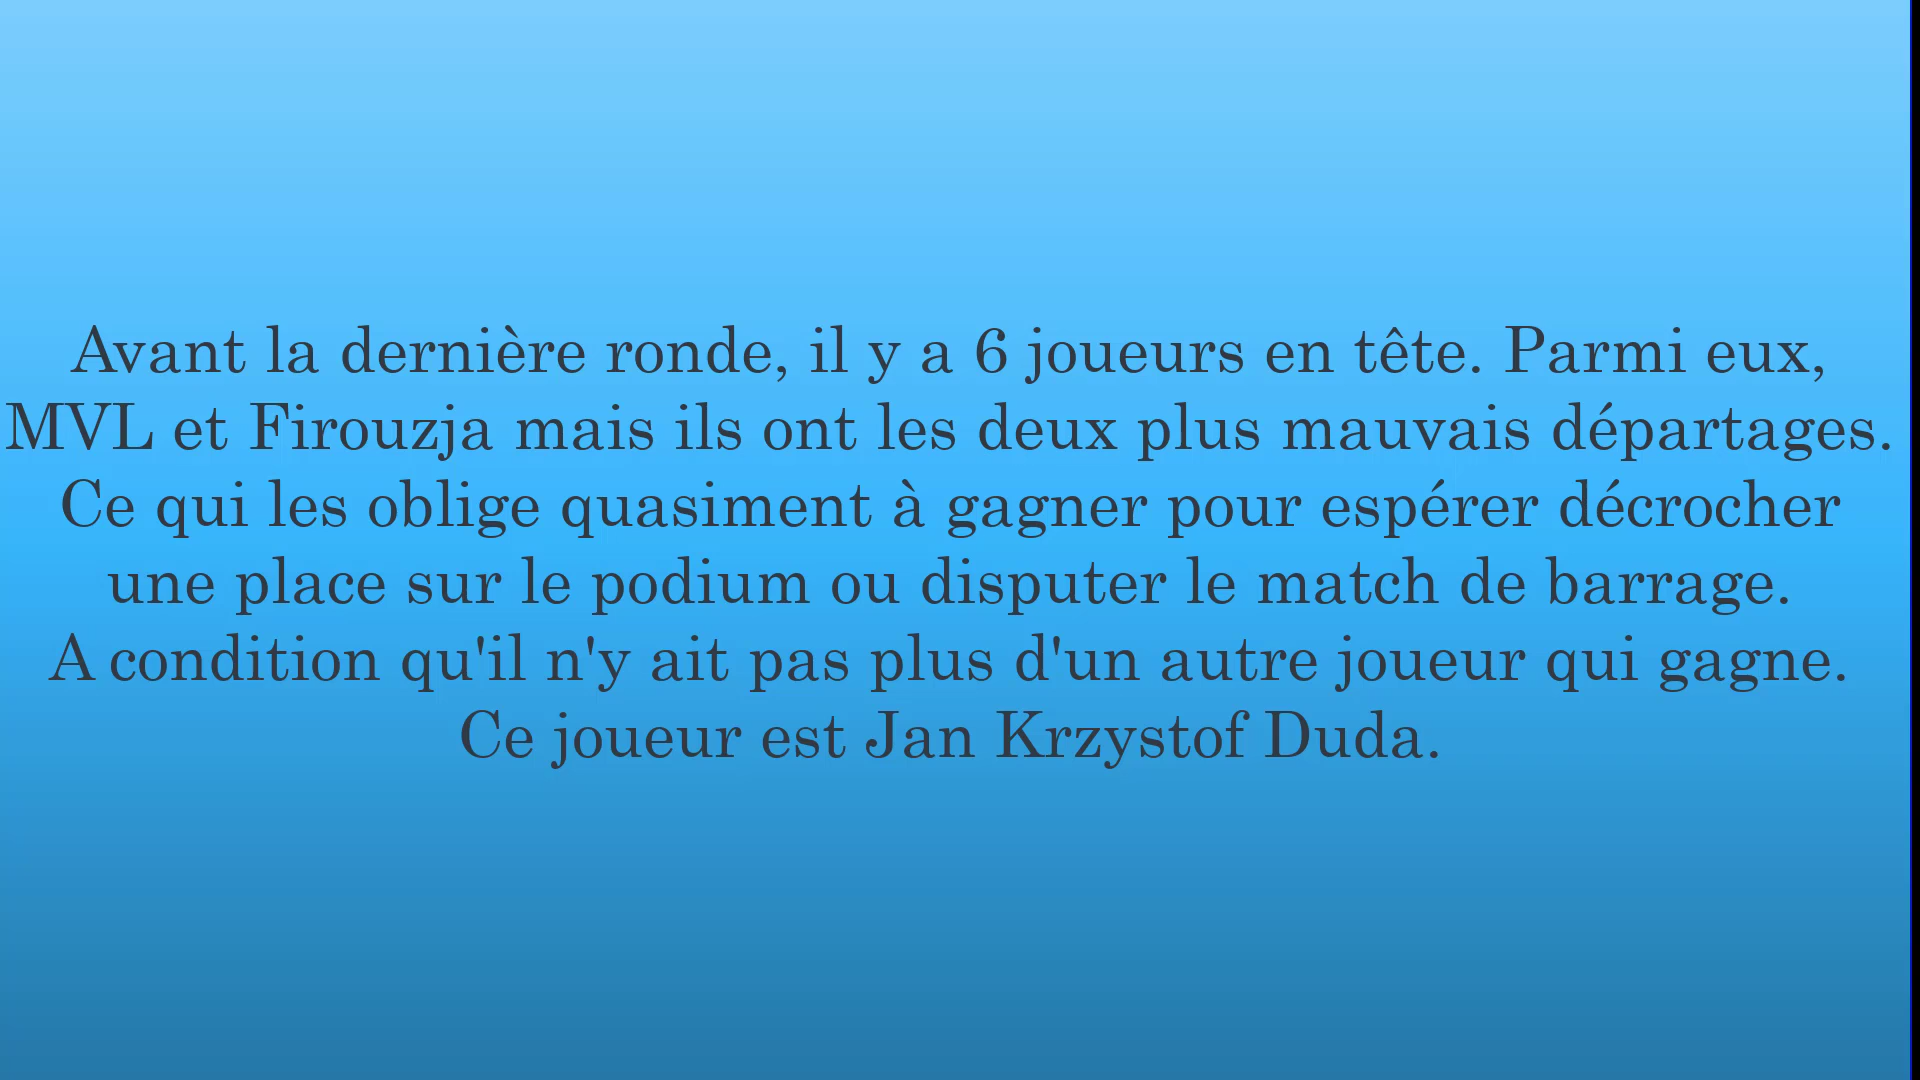 Avant la dernière ronde, il y a 6 joueurs en tête. Parmi eux,
MVL et Firouzja mais ils ont les deux plus mauvais départages.
Ce qui les oblige quasiment à gagner pour espérer décrocher
une place sur le podium ou disputer le match de barrage.
A condition qu'il n'y ait pas plus d'un autre joueur qui gagne.
Ce joueur est Jan Krzystof Duda.